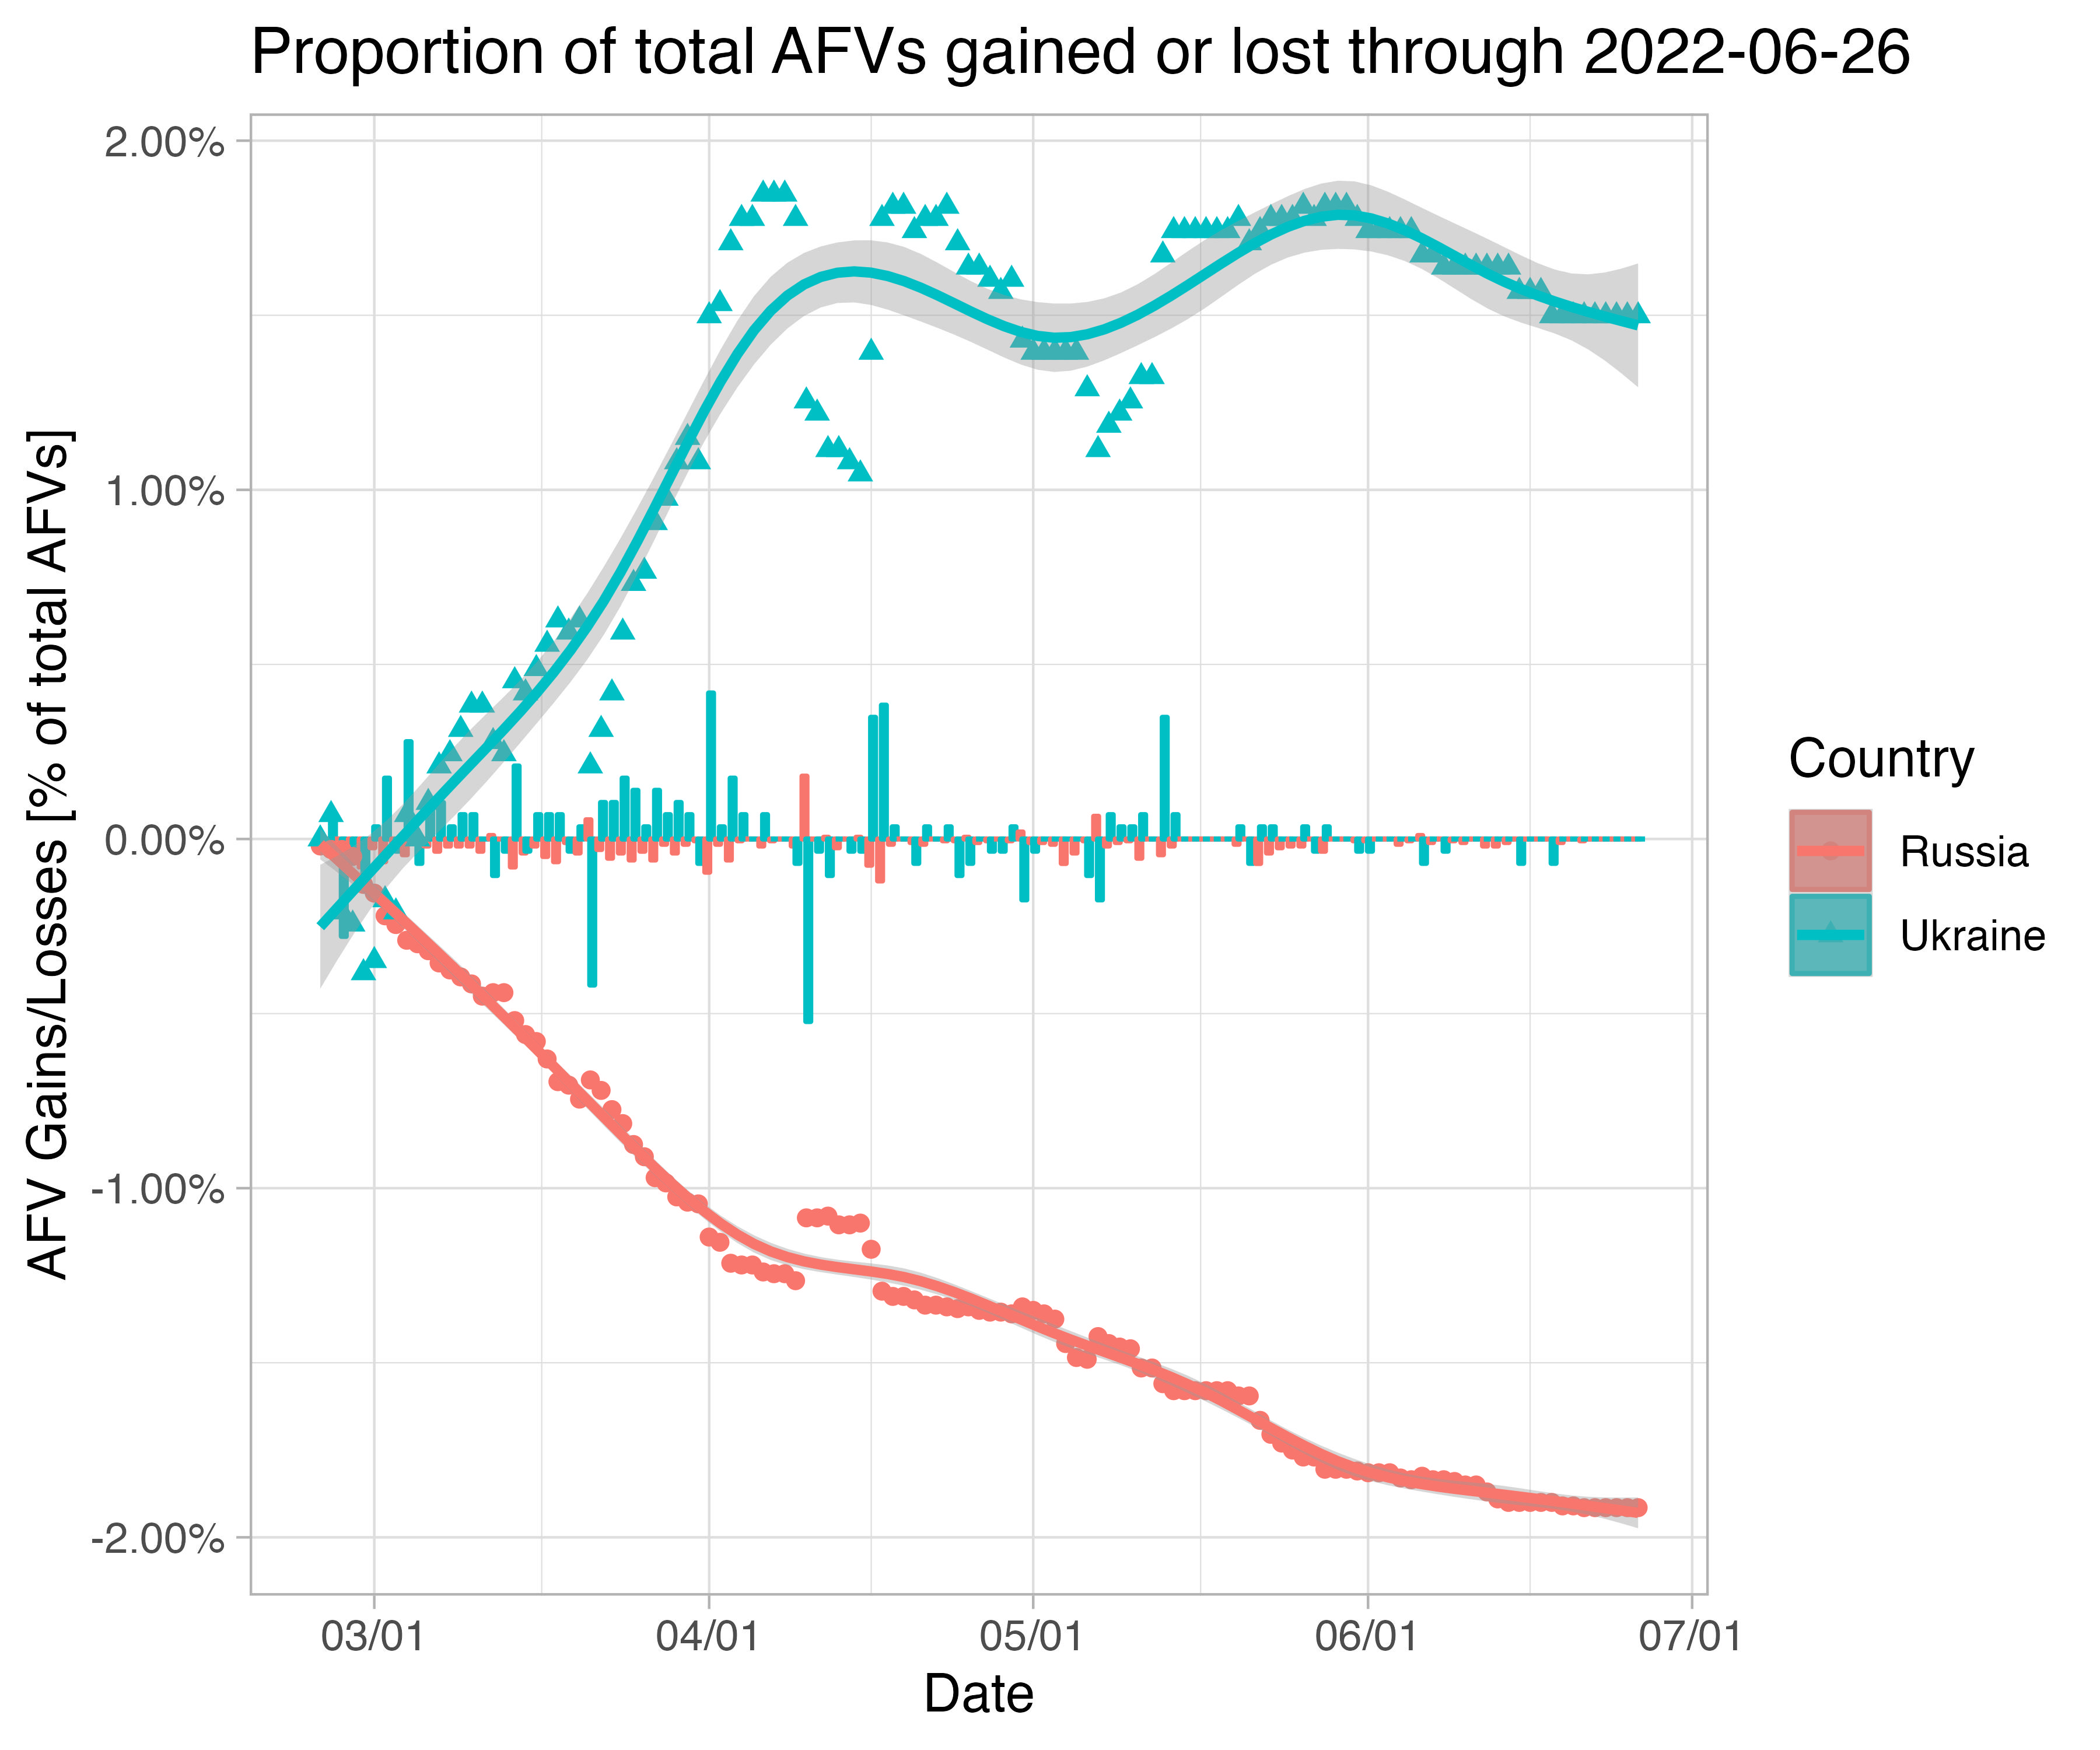 Proportion of total AFVs gained or lost through 2022-06-26
AFV Gains/Losses [% of total AFVs]
2.00%
1.00%
0.00%
-1.00%
-2.00%
03/01
04/01
05/01
06/01
07/01
Date
Country
Russia
Ukraine